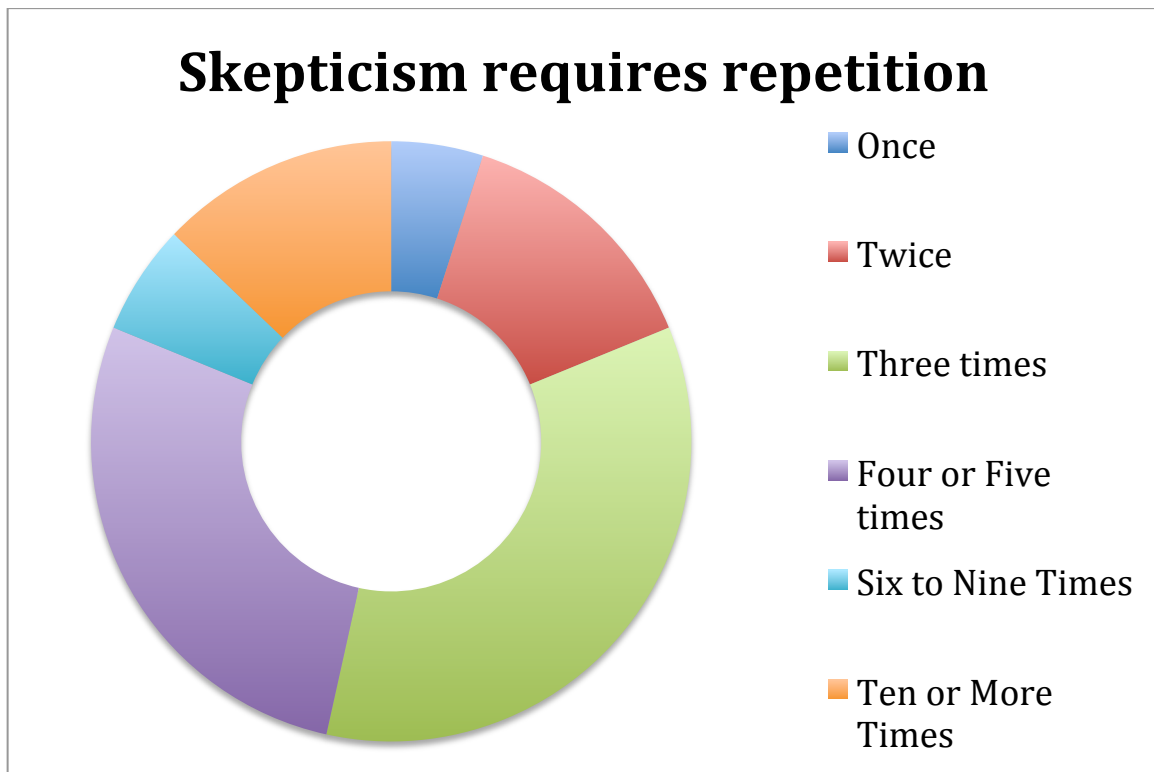 Skepticism requires repetition
Once
Twice
Three times
Four or Five
times
Six to Nine Times
Ten or More
Times